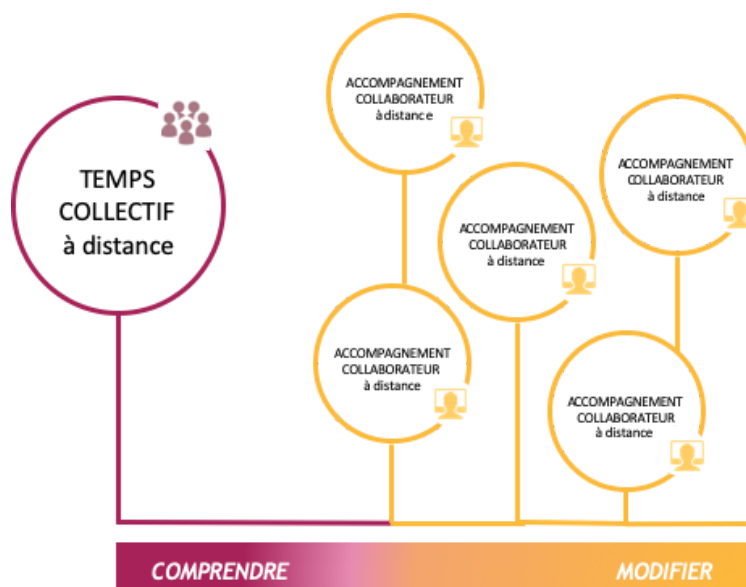 TEMPS
COLLECTIF
à distance
ACCOMPAGNEMENT
COLLABORATEUR
à distance
ACCOMPAGNEMENT
COLLABORATEUR
à distance
ACCOMPAGNEMENT
COLLABORATEUR
à distance
ACCOMPAGNEMENT
COLLABORATEUR
à distance
ACCOMPAGNEMENT
COLLABORATEUR
à distance
COMPRENDRE
MODIFIER